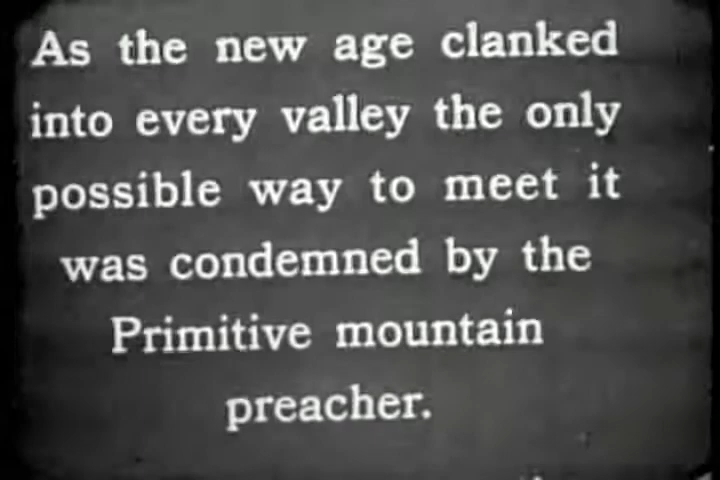 As the new age clanked
into every valley the only
possible way to meet it
was condemned by the
Primitive mountain
preacher.